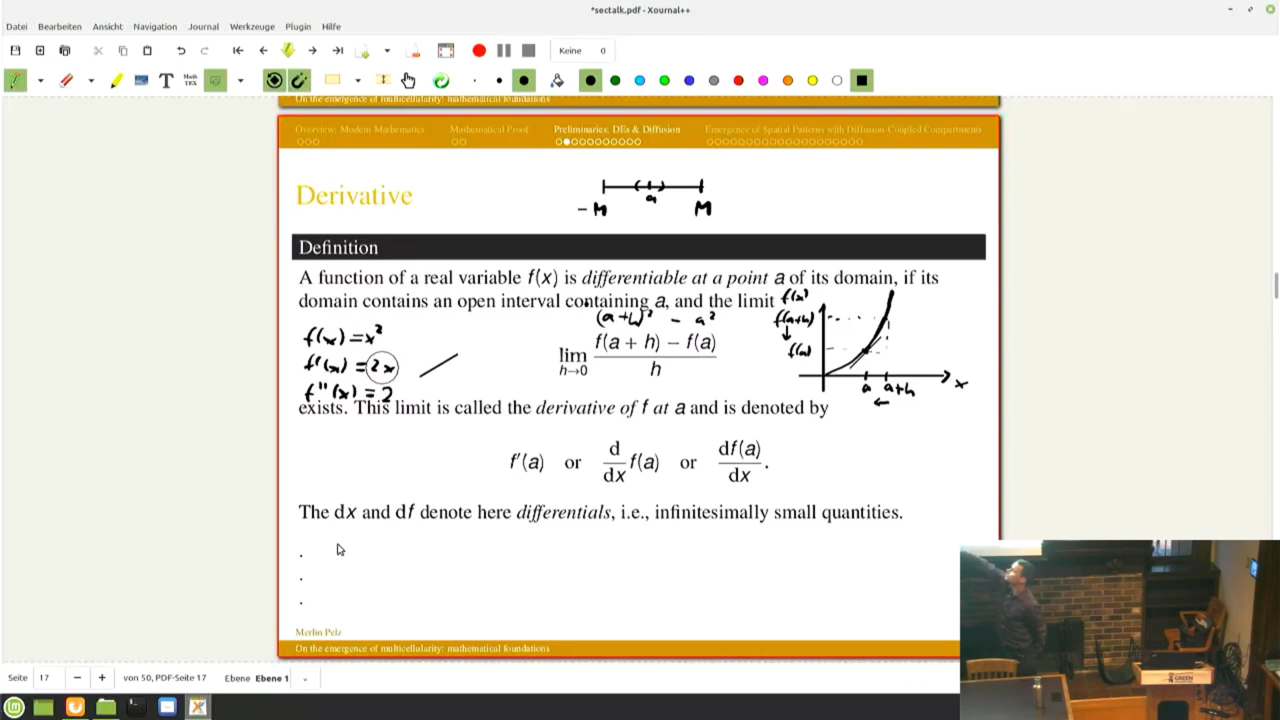 *sectalk.pdf - Xournal++
Datei Bearbeiten Ansicht Navigation Journal Werkzeuge Plugin Hilfe
Keine 0
On the emergence of multicellularity: mathematical foundations
Overview: Modern Mathematics Mathematical Proof Preliminaries: DEs & Diffusion Emergence of Spatial Patterns with Diffusion-Coupled Compartments
Derivative
a
-M M
Definition
A function of a real variable f(x) is differentiable at a point a of its domain, if its
domain contains an open interval containing a, and the limit
f(x)
(a+h)² - a²
f(a+h)
f(x)=x²
f(a)
lim h→0 f(a + h) − f(a) / h
f'(x)=2x
f''(x)=2
a a+h x
exists. This limit is called the derivative of f at a and is denoted by
f′(a) or d/dx f(a) or df(a)/dx.
The dx and df denote here differentials, i.e., infinitesimally small quantities.
.
.
.
Merlin Pelz
On the emergence of multicellularity: mathematical foundations
GREEN
Seite 17 von 50, PDF-Seite 17 Ebene Ebene 1